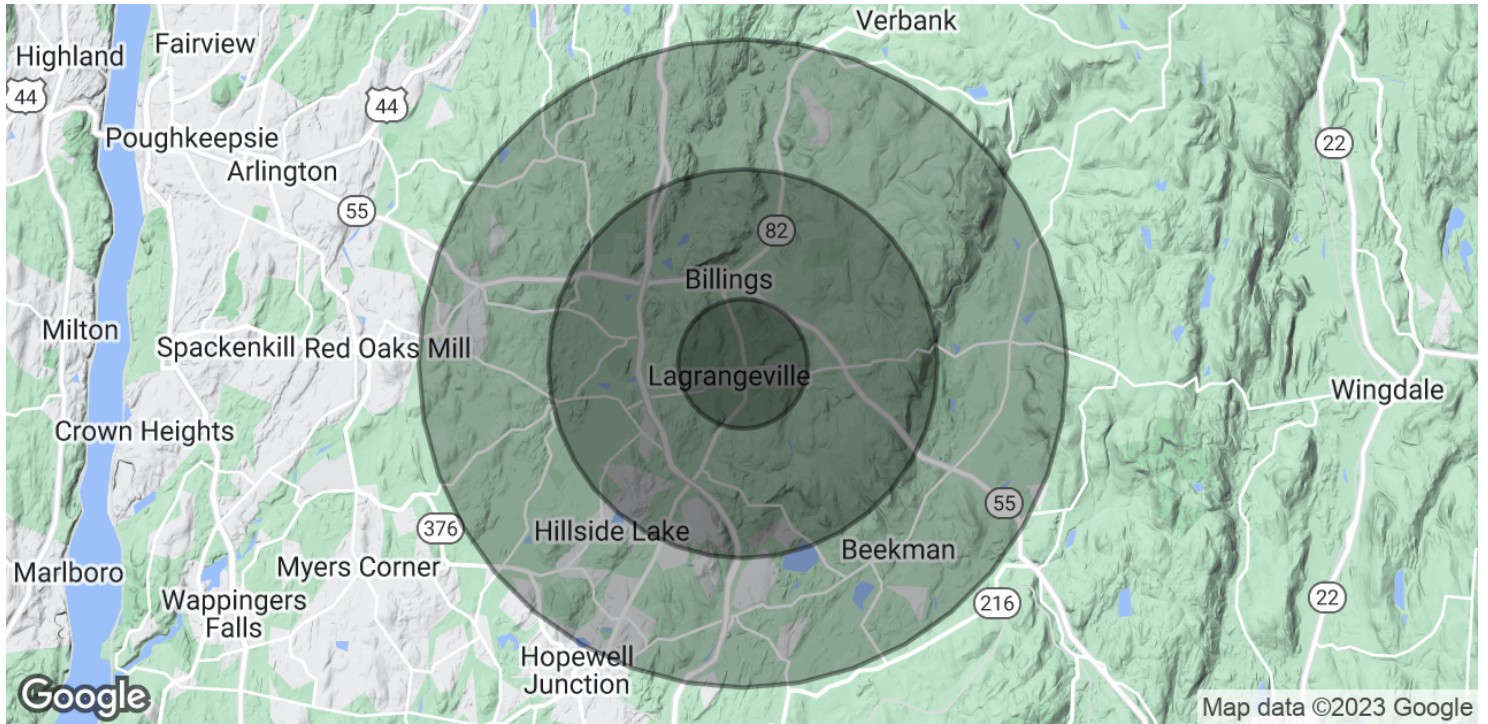 Verbank
Fairview
Highland
44
44
Poughkeepsie
22
Arlington
55
82
Billings
Milton
Spackenkill
Red Oaks Mill
Lagrangeville
Wingdale
Crown Heights
55
376
Hillside Lake
Beekman
Marlboro
Myers Corner
22
Wappingers
Falls
216
Hopewell
Junction
Google
Map data ©2023 Google